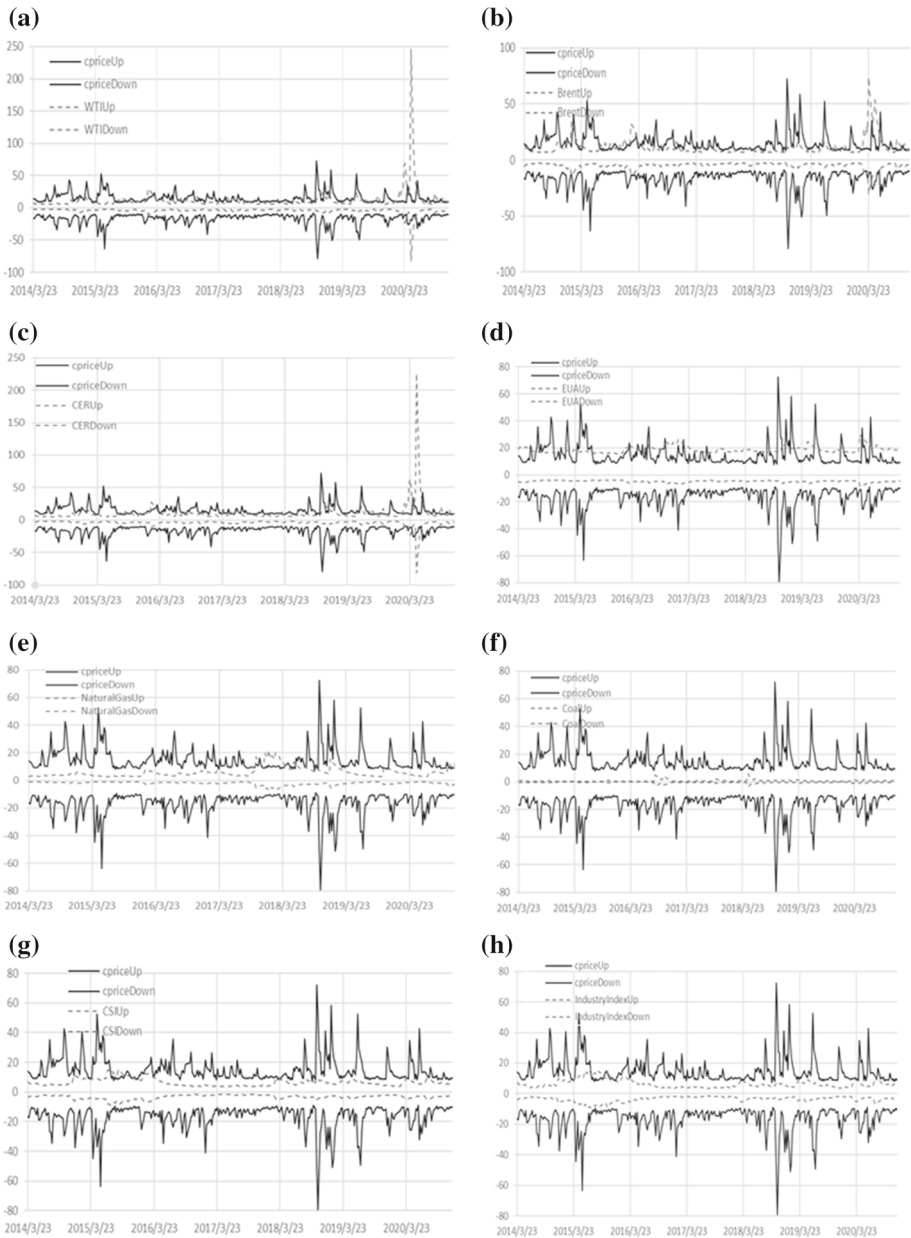 (a)
250
200
150
100
50
0
-50
-100
cpriceUp
cpriceDown
WTIUp
WTIDown
2014/3/23 2015/3/23 2016/3/23 2017/3/23 2018/3/23 2019/3/23 2020/3/23
(b)
100
50
0
-50
-100
cpriceUp
cpriceDown
BrentUp
BrentDown
2014/3/23 2015/3/23 2016/3/23 2017/3/23 2018/3/23 2019/3/23 2020/3/23
(c)
250
200
150
100
50
0
-50
-100
cpriceUp
cpriceDown
CERUp
CERDown
2014/3/23 2015/3/23 2016/3/23 2017/3/23 2018/3/23 2019/3/23 2020/3/23
(d)
80
60
40
20
0
-20
-40
-60
-80
cpriceUp
cpriceDown
EUAUp
EUADown
2014/3/23 2015/3/23 2016/3/23 2017/3/23 2018/3/23 2019/3/23 2020/3/23
(e)
80
60
40
20
0
-20
-40
-60
-80
cpriceUp
cpriceDown
NaturalGasUp
NaturalGasDown
2014/3/23 2015/3/23 2016/3/23 2017/3/23 2018/3/23 2019/3/23 2020/3/23
(f)
80
60
40
20
0
-20
-40
-60
-80
cpriceUp
cpriceDown
CoalUp
CoalDown
2014/3/23 2015/3/23 2016/3/23 2017/3/23 2018/3/23 2019/3/23 2020/3/23
(g)
80
60
40
20
0
-20
-40
-60
-80
cpriceUp
cpriceDown
CSIUp
CSIDown
2014/3/23 2015/3/23 2016/3/23 2017/3/23 2018/3/23 2019/3/23 2020/3/23
(h)
80
60
40
20
0
-20
-40
-60
-80
cpriceUp
cpriceDown
IndustryIndexUp
IndustryIndexDown
2014/3/23 2015/3/23 2016/3/23 2017/3/23 2018/3/23 2019/3/23 2020/3/23